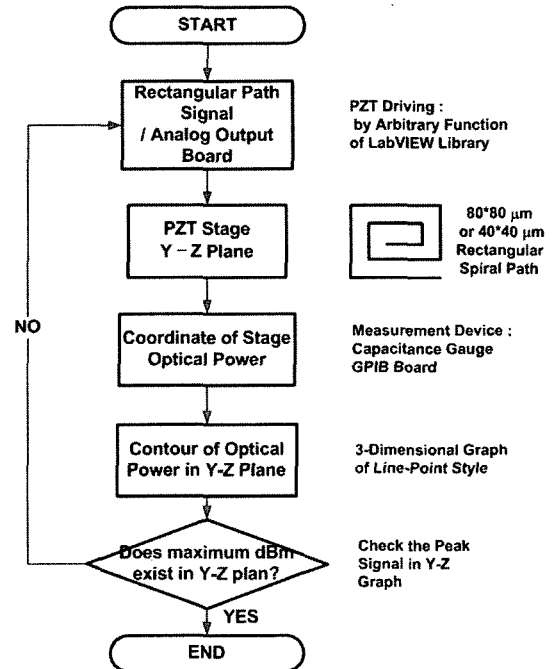 START
Rectangular Path
Signal
/ Analog Output
Board
PZT Driving :
by Arbitrary Function
of LabVIEW Library
PZT Stage
Y – Z Plane
80*80 μm
or 40*40 μm
Rectangular
Spiral Path
NO
Coordinate of Stage
Optical Power
Measurement Device :
Capacitance Gauge
GPIB Board
Contour of Optical
Power in Y-Z Plane
3-Dimensional Graph
of Line-Point Style
Does maximum dBm
exist in Y-Z plan?
Check the Peak
Signal in Y-Z
Graph
YES
END